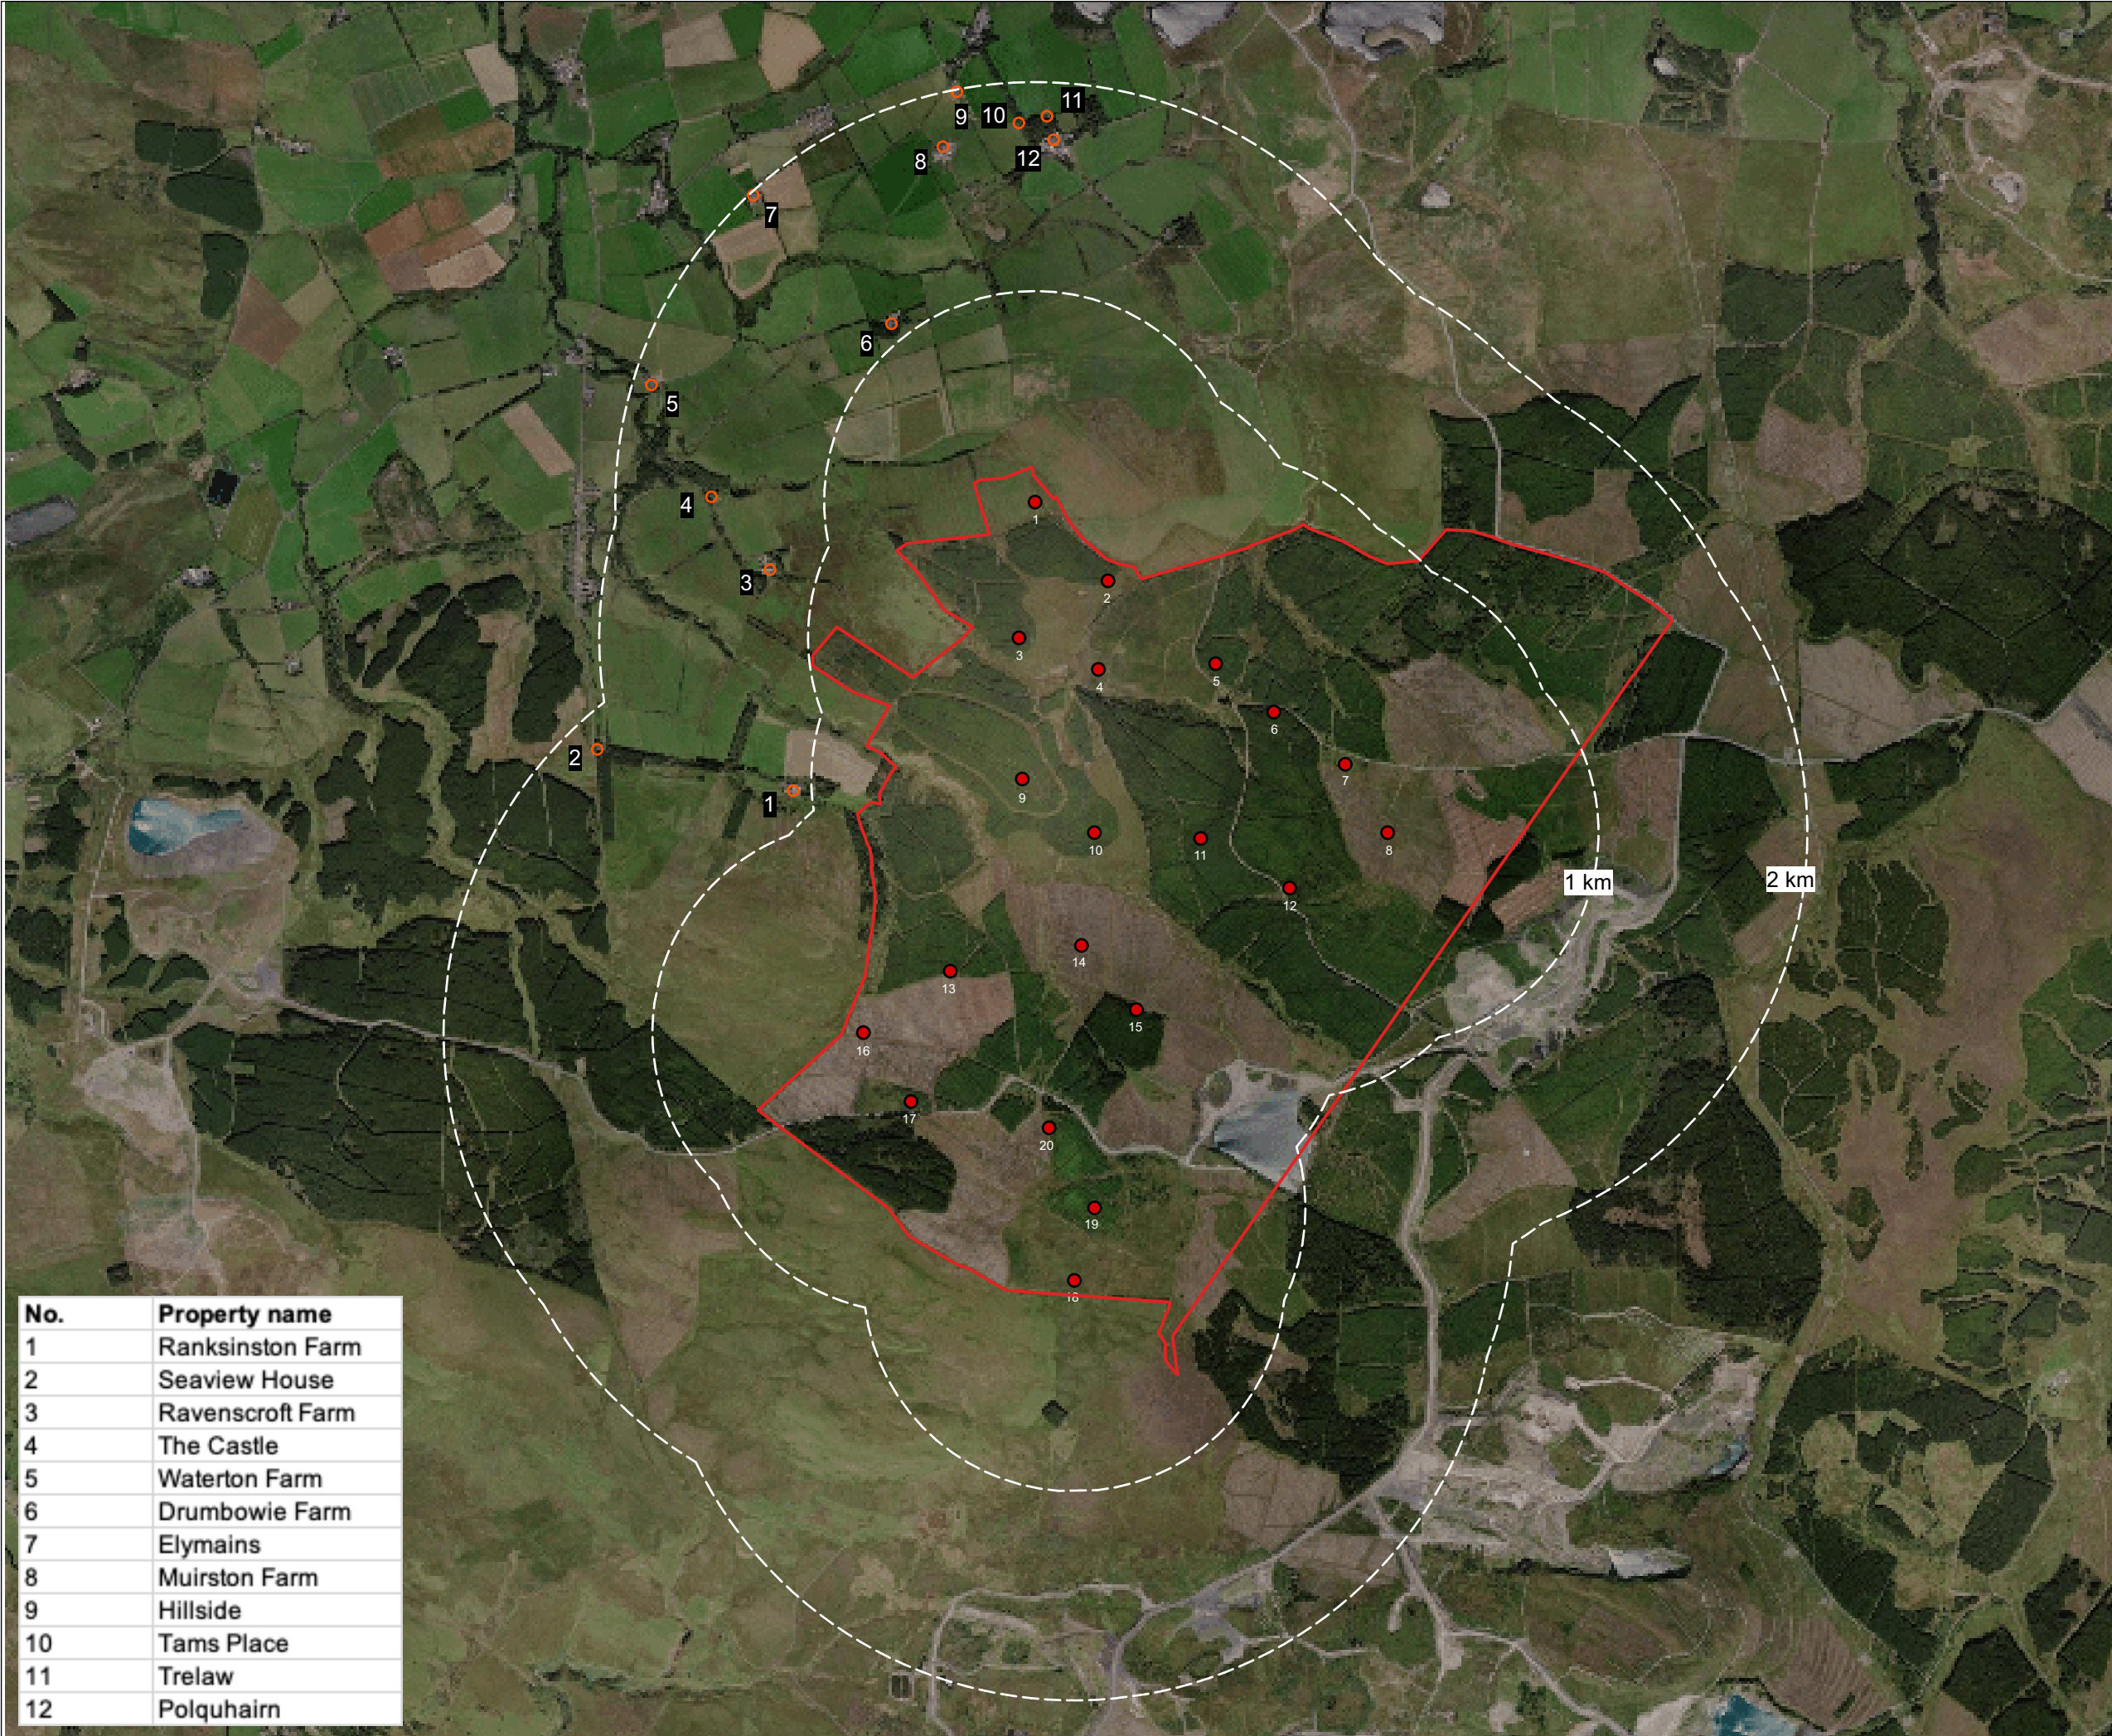 11
9
10
12
8
7
6
5
4
1
3
2
3
4
5
6
2
7
1
9
10
11
8
1 km
2 km
12
14
13
15
16
17
20
19
18
No. Property name
1 Ranksinston Farm
2 Seaview House
3 Ravenscroft Farm
4 The Castle
5 Waterton Farm
6 Drumbowie Farm
7 Elymains
8 Muirston Farm
9 Hillside
10 Tams Place
11 Trelaw
12 Polquhairn